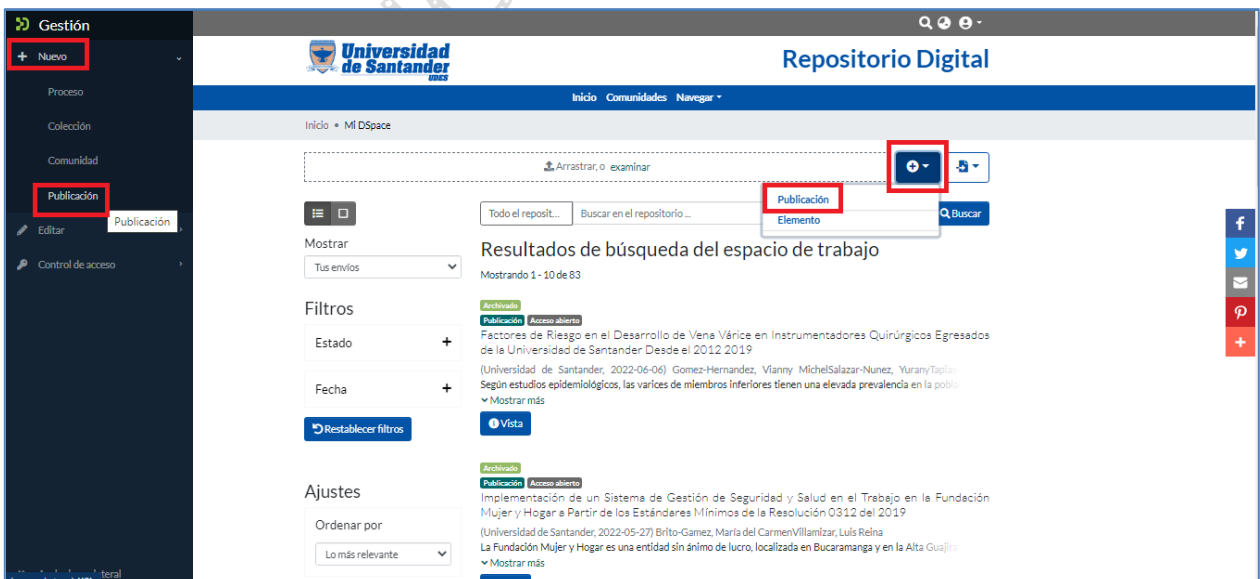 Gestión
Nuevo
Proceso
Colección
Comunidad
Publicación
Publicación
Editar
Control de acceso
lateral
Universidad
de Santander
UDES
Repositorio Digital
Inicio Comunidades Navegar
Inicio • Mi DSpace
Arrastrar, o examinar
Publicación
Elemento
Todo el reposit... Buscar en el repositorio ... Buscar
Mostrar
Tus envíos
Filtros
Estado +
Fecha +
Restablecer filtros
Ajustes
Ordenar por
Lo más relevante
Resultados de búsqueda del espacio de trabajo
Mostrando 1 - 10 de 83
Archivado
Publicación Acceso abierto
Factores de Riesgo en el Desarrollo de Vena Várice en Instrumentadores Quirúrgicos Egresados
de la Universidad de Santander Desde el 2012 2019
(Universidad de Santander, 2022-06-06) Gomez-Hernandez, Vianny MichelSalazar-Nunez, YuranyTapias
Según estudios epidemiológicos, las varices de miembros inferiores tienen una elevada prevalencia en la pobla
Mostrar más
Vista
Archivado
Publicación Acceso abierto
Implementación de un Sistema de Gestión de Seguridad y Salud en el Trabajo en la Fundación
Mujer y Hogar a Partir de los Estándares Mínimos de la Resolución 0312 del 2019
(Universidad de Santander, 2022-05-27) Brito-Gamez, María del CarmenVillamizar, Luis Reina
La Fundación Mujer y Hogar es una entidad sin ánimo de lucro, localizada en Bucaramanga y en la Alta Guajira
Mostrar más